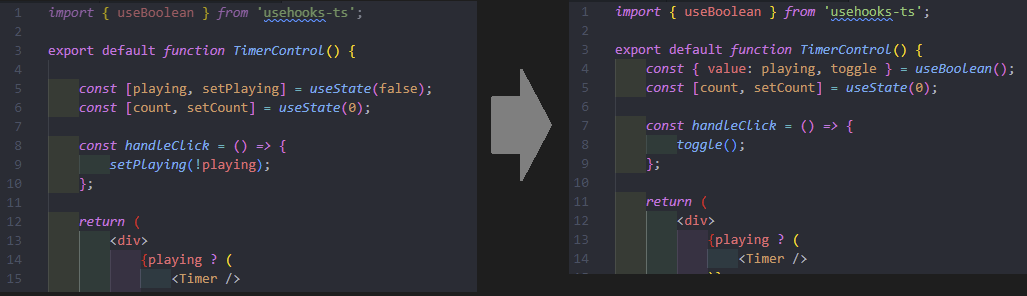 1 import { useBoolean } from 'usehooks-ts';
2
3 export default function TimerControl() {
4
5 const [playing, setPlaying] = useState(false);
6 const [count, setCount] = useState(0);
7
8 const handleClick = () => {
9 setPlaying(!playing);
10 };
11
12 return (
13 <div>
14 {playing ? (
15 <Timer />
1 import { useBoolean } from 'usehooks-ts';
2
3 export default function TimerControl() {
4 const { value: playing, toggle } = useBoolean();
5 const [count, setCount] = useState(0);
6
7 const handleClick = () => {
8 toggle();
9 };
10
11 return (
12 <div>
13 {playing ? (
14 <Timer />